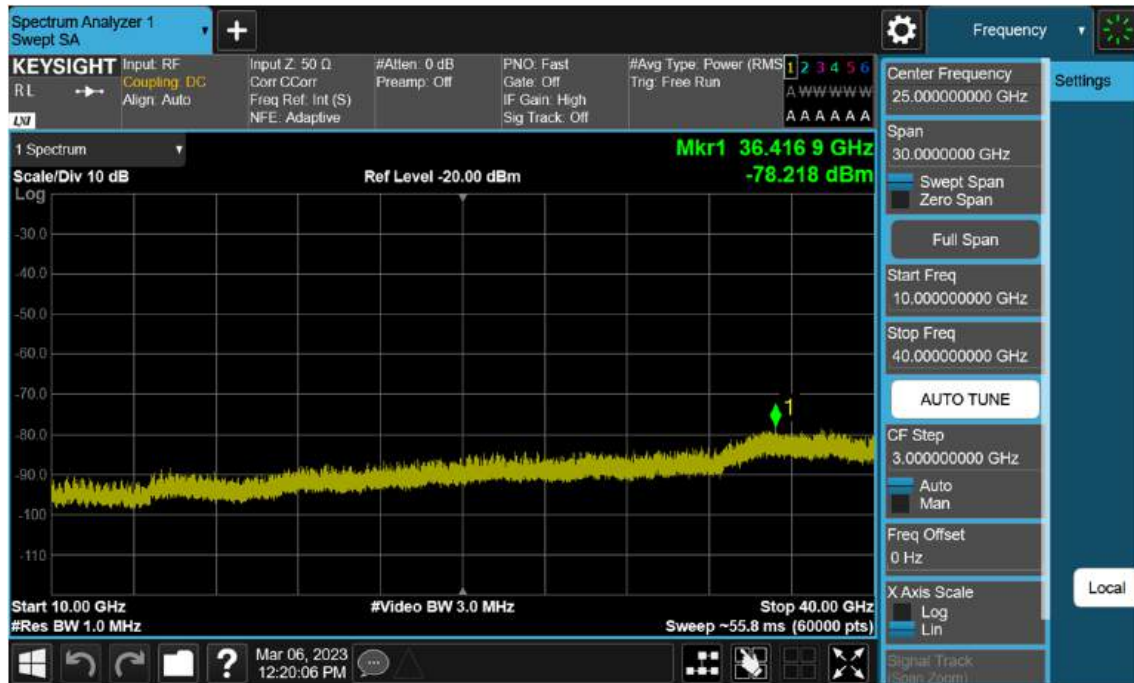 Spectrum Analyzer 1
Swept SA
Frequency
KEYSIGHT
RL
LXI
Input: RF
Coupling: DC
Align: Auto
Input Z: 50 Ω
Corr CCorr
Freq Ref: Int (S)
NFE: Adaptive
#Atten: 0 dB
Preamp: Off
PNO: Fast
Gate: Off
IF Gain: High
Sig Track: Off
#Avg Type: Power (RMS
Trig: Free Run
1 2 3 4 5 6
A W W W W W
A A A A A A
1 Spectrum
Mkr1 36.416 9 GHz
-78.218 dBm
Scale/Div 10 dB
Ref Level -20.00 dBm
Log
-30.0
-40.0
-50.0
-60.0
-70.0
-80.0
-90.0
-100
-110
1
Start 10.00 GHz
#Video BW 3.0 MHz
Stop 40.00 GHz
#Res BW 1.0 MHz
Sweep ~55.8 ms (60000 pts)
Center Frequency
25.000000000 GHz
Span
30.0000000 GHz
Swept Span
Zero Span
Full Span
Start Freq
10.000000000 GHz
Stop Freq
40.000000000 GHz
AUTO TUNE
CF Step
3.000000000 GHz
Auto
Man
Freq Offset
0 Hz
X Axis Scale
Log
Lin
Signal Track
(Span Zoom)
Settings
Local
?
Mar 06, 2023
12:20:06 PM